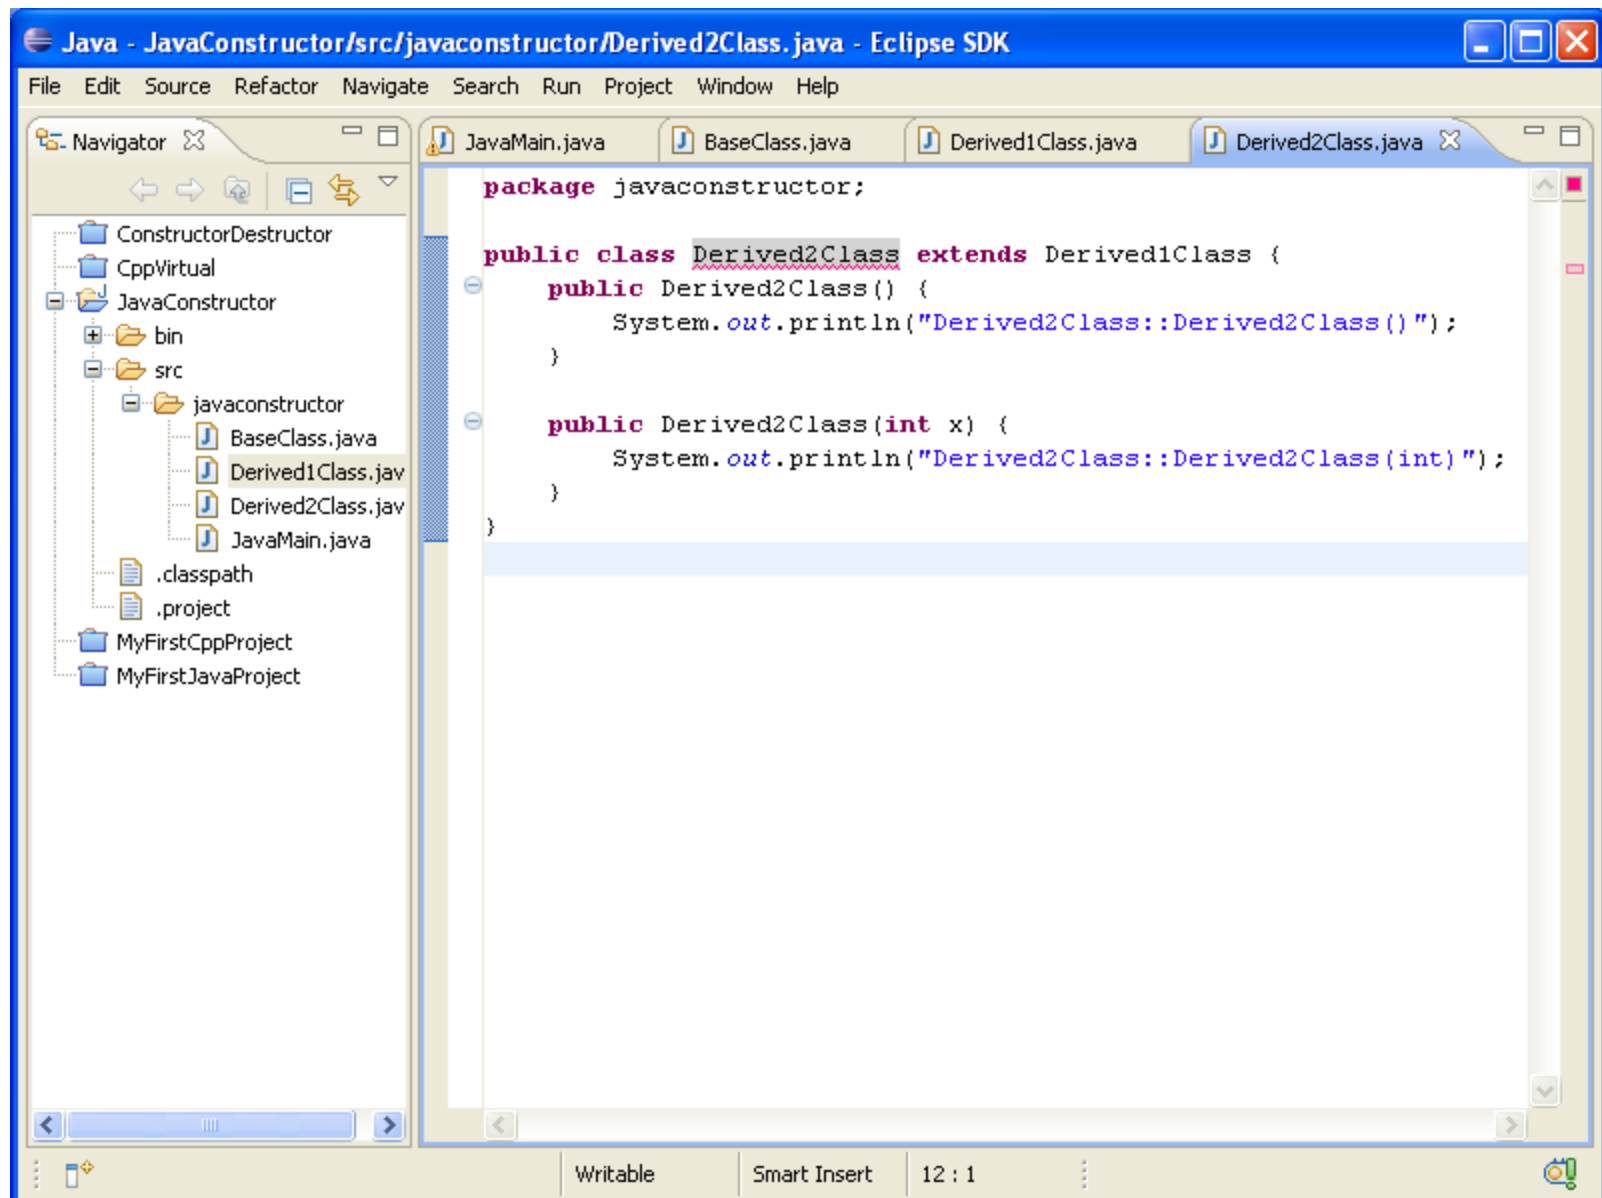 Java - JavaConstructor/src/javaconstructor/Derived2Class.java - Eclipse SDK
File Edit Source Refactor Navigate Search Run Project Window Help
Navigator
ConstructorDestructor
CppVirtual
JavaConstructor
bin
src
javaconstructor
BaseClass.java
Derived1Class.jav
Derived2Class.jav
JavaMain.java
.classpath
.project
MyFirstCppProject
MyFirstJavaProject
JavaMain.java BaseClass.java Derived1Class.java Derived2Class.java
package javaconstructor;
public class Derived2Class extends Derived1Class {
public Derived2Class() {
System.out.println("Derived2Class::Derived2Class()");
}
public Derived2Class(int x) {
System.out.println("Derived2Class::Derived2Class(int)");
}
}
Writable Smart Insert 12 : 1